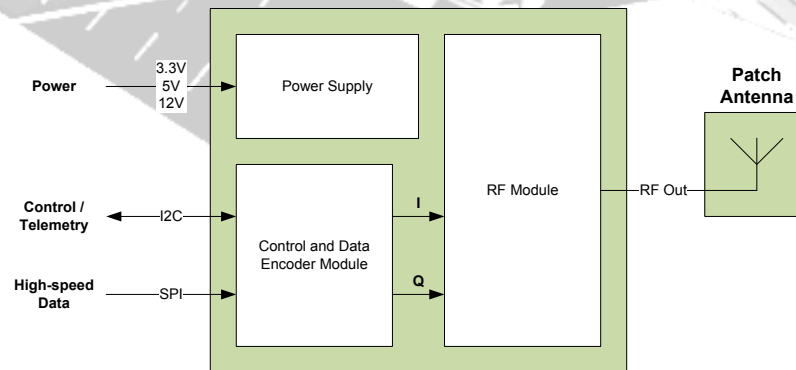 Power
3.3V
5V
12V
Power Supply
Patch
Antenna
RF Module
RF Out
Control /
Telemetry
I2C
I
Control and Data
Encoder Module
High-speed
Data
SPI
Q